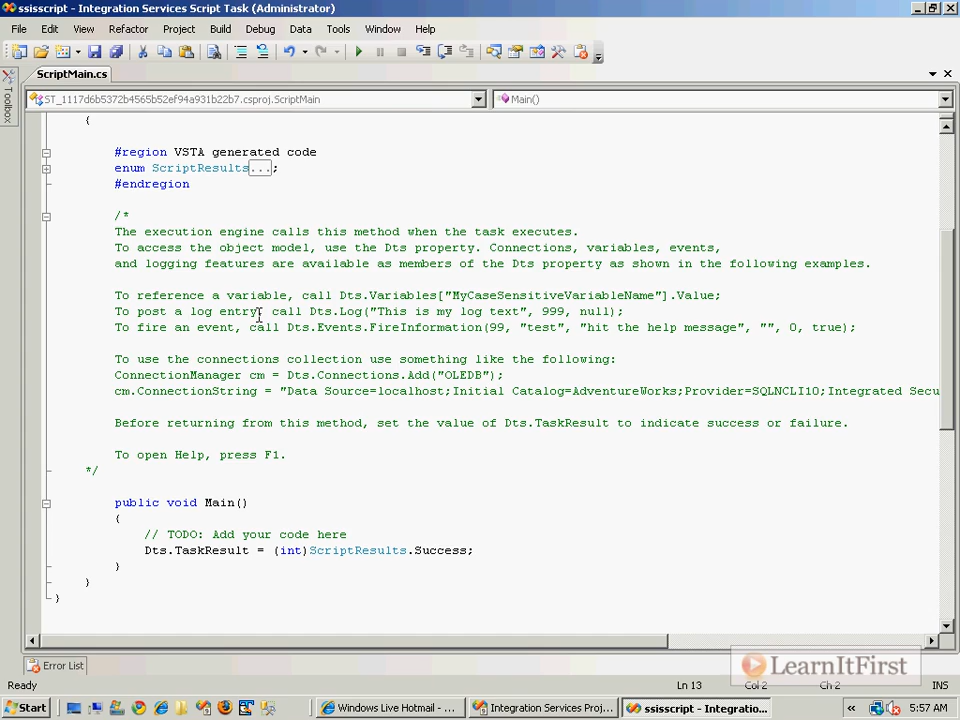 ssisscript - Integration Services Script Task (Administrator)
File Edit View Refactor Project Build Debug Data Tools Window Help
ScriptMain.cs
Toolbox
ST_1117d6b5372b4565b52ef94a931b22b7.csproj.ScriptMain Main()
{
#region VSTA generated code
enum ScriptResults...;
#endregion
/*
The execution engine calls this method when the task executes.
To access the object model, use the Dts property. Connections, variables, events,
and logging features are available as members of the Dts property as shown in the following examples.
To reference a variable, call Dts.Variables["MyCaseSensitiveVariableName"].Value;
To post a log entry, call Dts.Log("This is my log text", 999, null);
To fire an event, call Dts.Events.FireInformation(99, "test", "hit the help message", "", 0, true);
To use the connections collection use something like the following:
ConnectionManager cm = Dts.Connections.Add("OLEDB");
cm.ConnectionString = "Data Source=localhost;Initial Catalog=AdventureWorks;Provider=SQLNCLI10;Integrated Secu
Before returning from this method, set the value of Dts.TaskResult to indicate success or failure.
To open Help, press F1.
*/
public void Main()
{
// TODO: Add your code here
Dts.TaskResult = (int)ScriptResults.Success;
}
}
}
Error List
LearnItFirst
Ready Ln 13 Col 2 Ch 2 INS
Start Windows Live Hotmail - ... Integration Services Proj... ssisscript - Integratio... « 5:57 AM